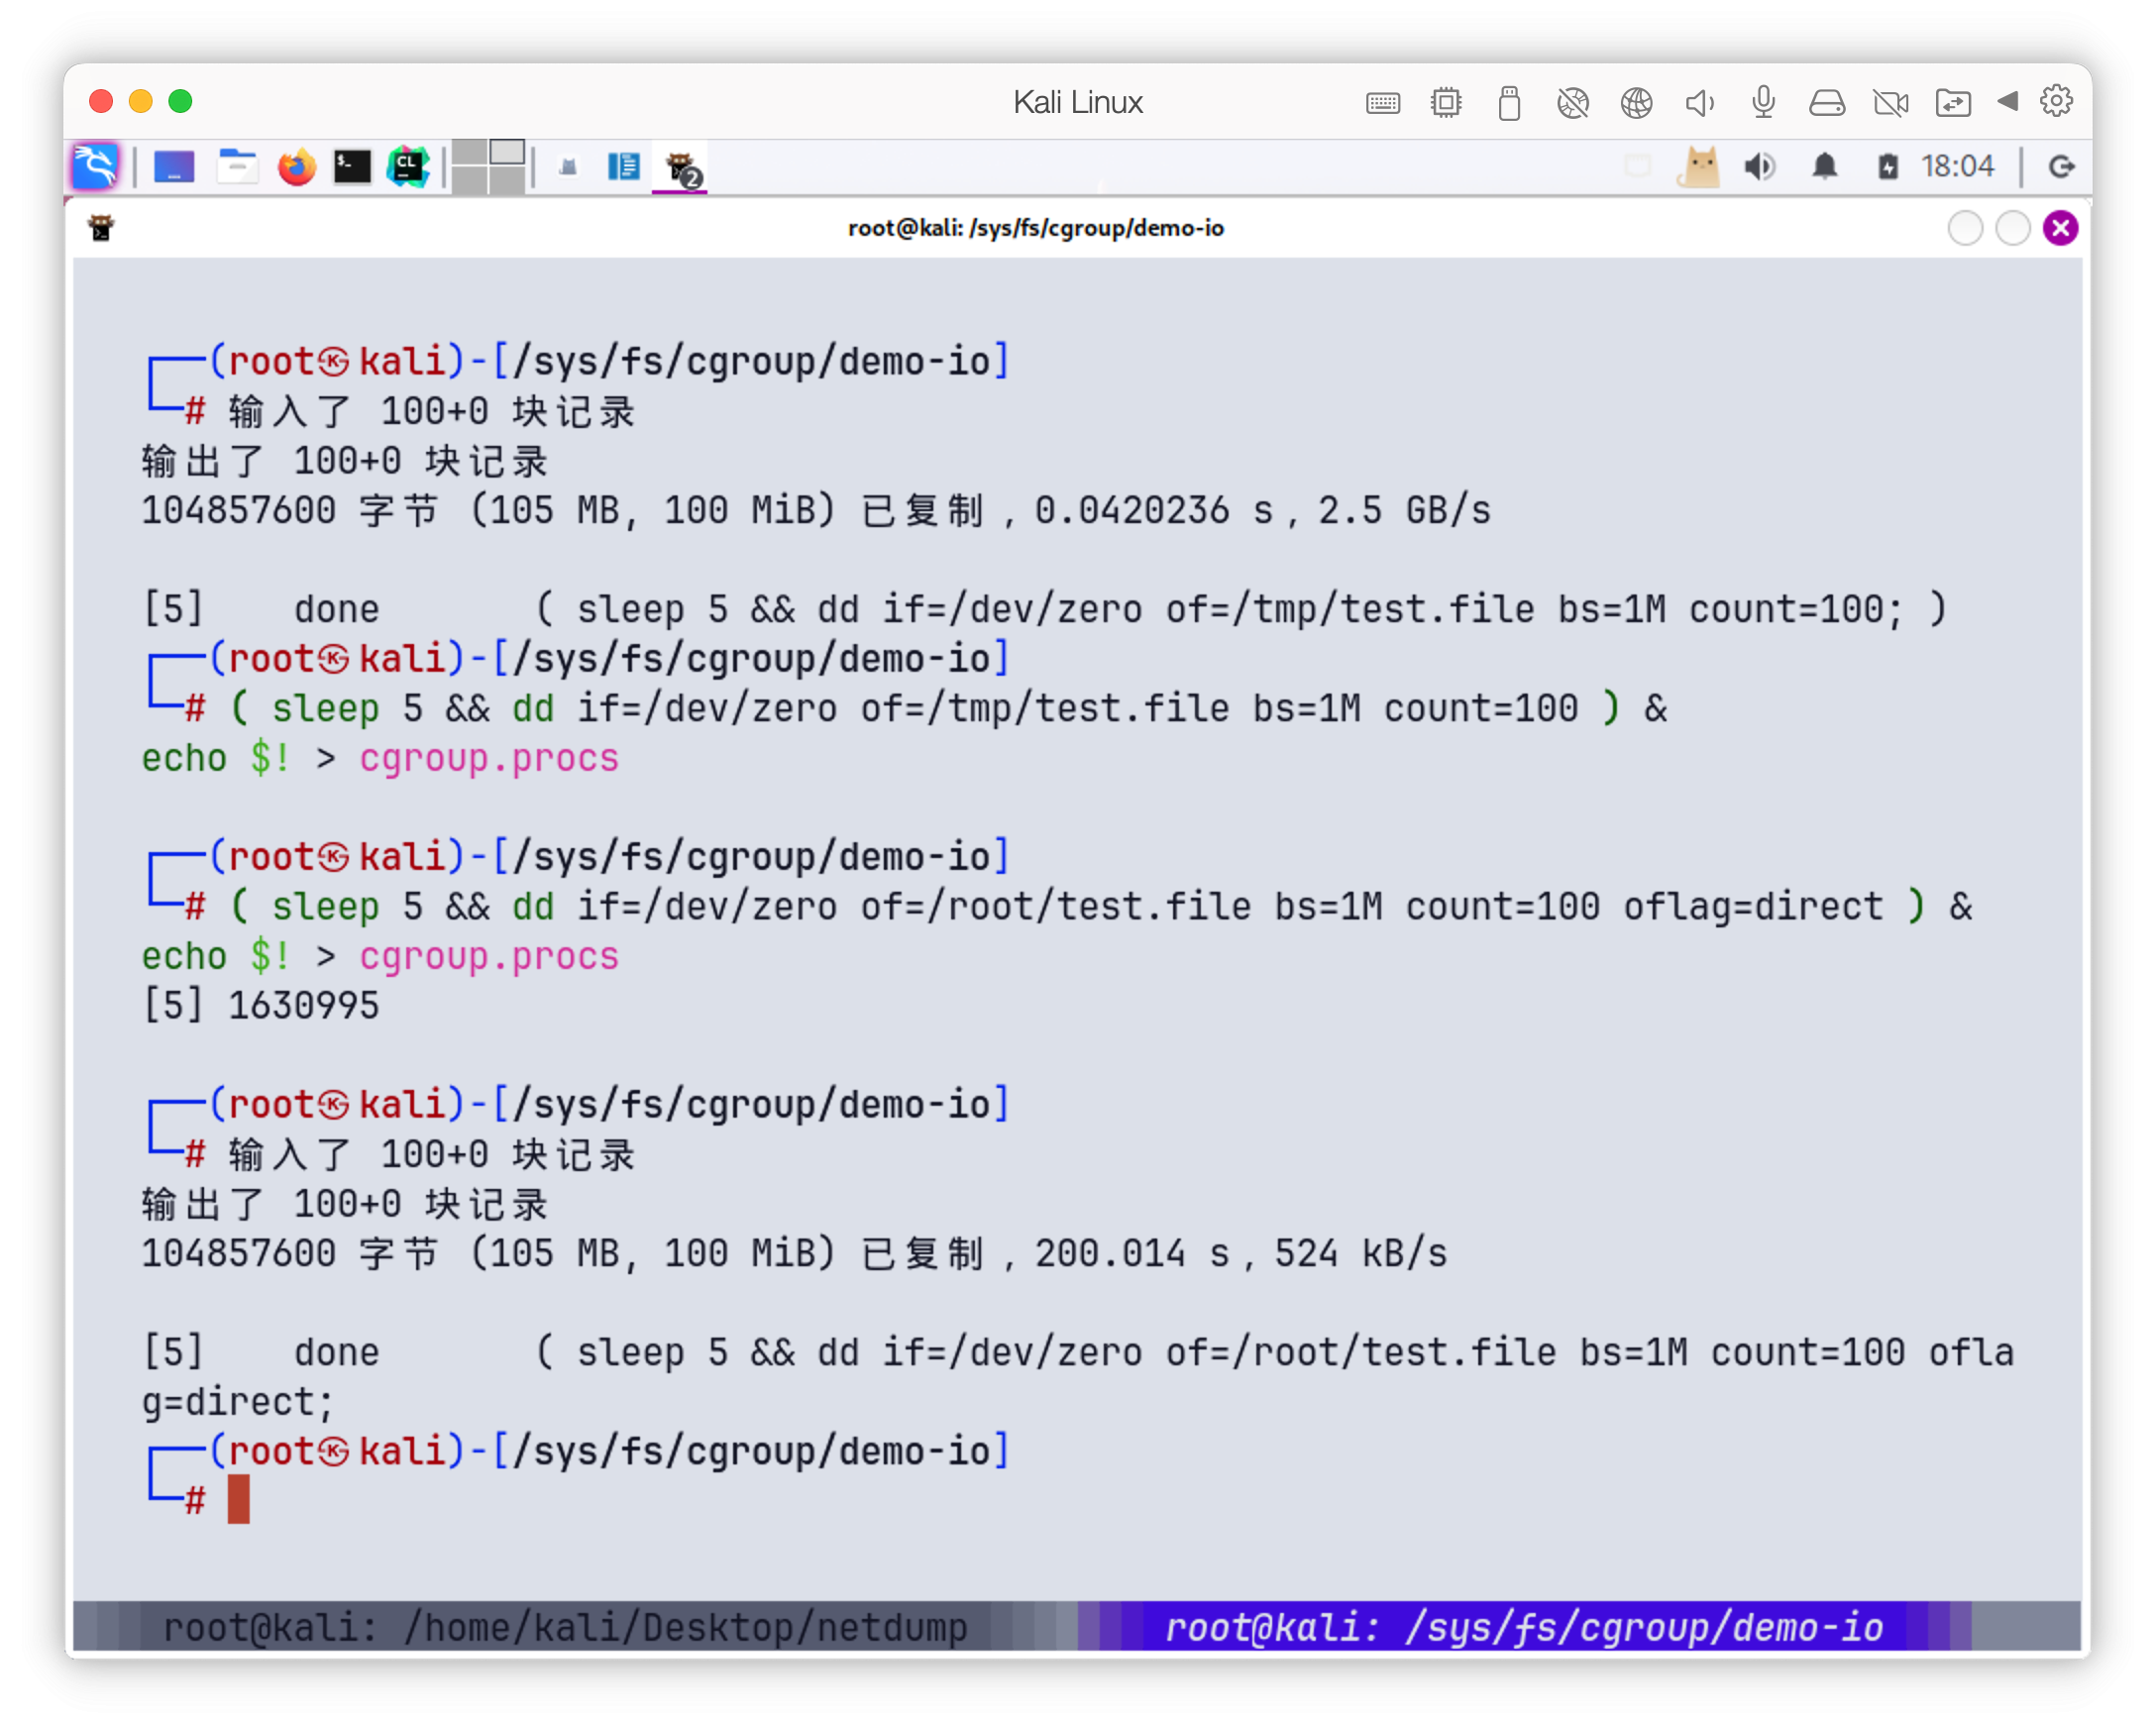 Kali Linux
18:04
2
root@kali: /sys/fs/cgroup/demo-io
┌──(root㉿kali)-[/sys/fs/cgroup/demo-io]
└─# 输入了 100+0 块记录
输出了 100+0 块记录
104857600 字节 (105 MB, 100 MiB) 已复制，0.0420236 s，2.5 GB/s
[5]    done       ( sleep 5 && dd if=/dev/zero of=/tmp/test.file bs=1M count=100; )
┌──(root㉿kali)-[/sys/fs/cgroup/demo-io]
└─# ( sleep 5 && dd if=/dev/zero of=/tmp/test.file bs=1M count=100 ) &
echo $! > cgroup.procs
┌──(root㉿kali)-[/sys/fs/cgroup/demo-io]
└─# ( sleep 5 && dd if=/dev/zero of=/root/test.file bs=1M count=100 oflag=direct ) &
echo $! > cgroup.procs
[5] 1630995
┌──(root㉿kali)-[/sys/fs/cgroup/demo-io]
└─# 输入了 100+0 块记录
输出了 100+0 块记录
104857600 字节 (105 MB, 100 MiB) 已复制，200.014 s，524 kB/s
[5]    done       ( sleep 5 && dd if=/dev/zero of=/root/test.file bs=1M count=100 ofla
g=direct;
┌──(root㉿kali)-[/sys/fs/cgroup/demo-io]
└─#
root@kali: /home/kali/Desktop/netdump
root@kali: /sys/fs/cgroup/demo-io